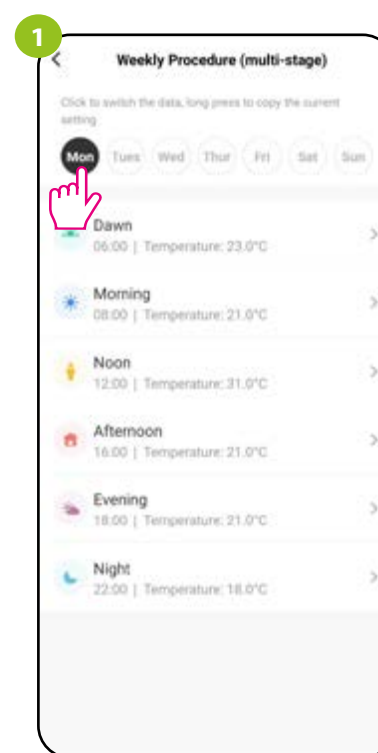 1
Weekly Procedure (multi-stage)
Click to switch the data, long press to copy the current
setting
Mon Tues Wed Thur Fri Sat Sun
Dawn
06:00 | Temperature: 23.0°C
Morning
08:00 | Temperature: 21.0°C
Noon
12:00 | Temperature: 31.0°C
Afternoon
16:00 | Temperature: 21.0°C
Evening
18:00 | Temperature: 21.0°C
Night
22:00 | Temperature: 18.0°C